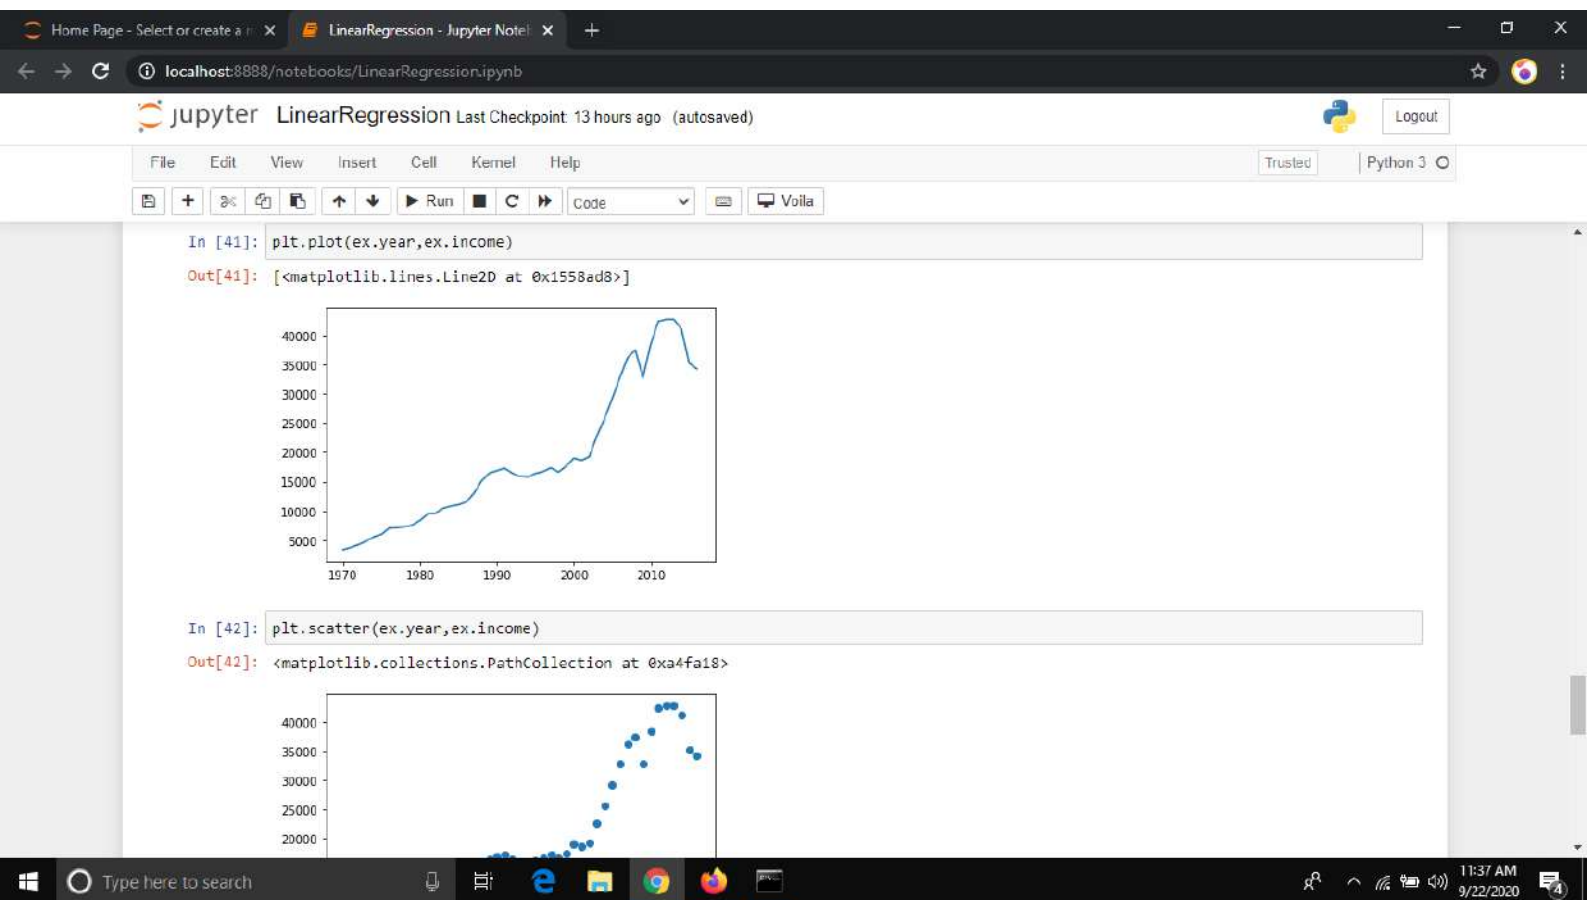 Home Page - Select or create a n
LinearRegression - Jupyter Noteb
localhost:8888/notebooks/LinearRegression.ipynb
jupyter LinearRegression Last Checkpoint: 13 hours ago (autosaved)
Logout
File Edit View Insert Cell Kernel Help
Trusted Python 3
Run Code Voila
In [41]: plt.plot(ex.year,ex.income)
Out[41]: [<matplotlib.lines.Line2D at 0x1558ad8>]
40000
35000
30000
25000
20000
15000
10000
5000
1970 1980 1990 2000 2010
In [42]: plt.scatter(ex.year,ex.income)
Out[42]: <matplotlib.collections.PathCollection at 0xa4fa18>
40000
35000
30000
25000
20000
Type here to search
11:37 AM
9/22/2020
4